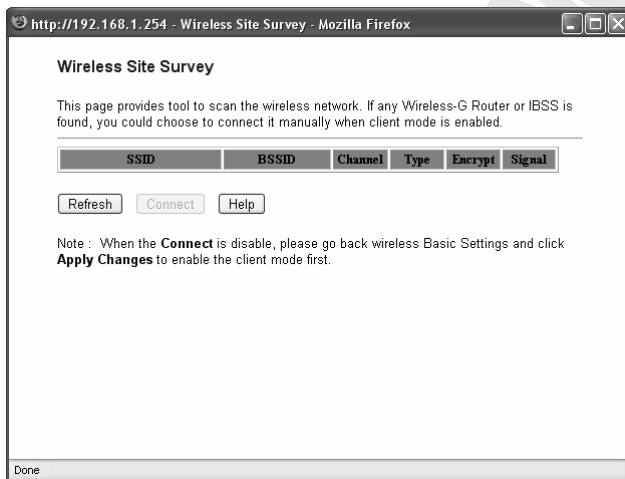 http://192.168.1.254 - Wireless Site Survey - Mozilla Firefox
Wireless Site Survey
This page provides tool to scan the wireless network. If any Wireless-G Router or IBSS is
found, you could choose to connect it manually when client mode is enabled.
SSID BSSID Channel Type Encrypt Signal
Refresh Connect Help
Note : When the Connect is disable, please go back wireless Basic Settings and click
Apply Changes to enable the client mode first.
Done